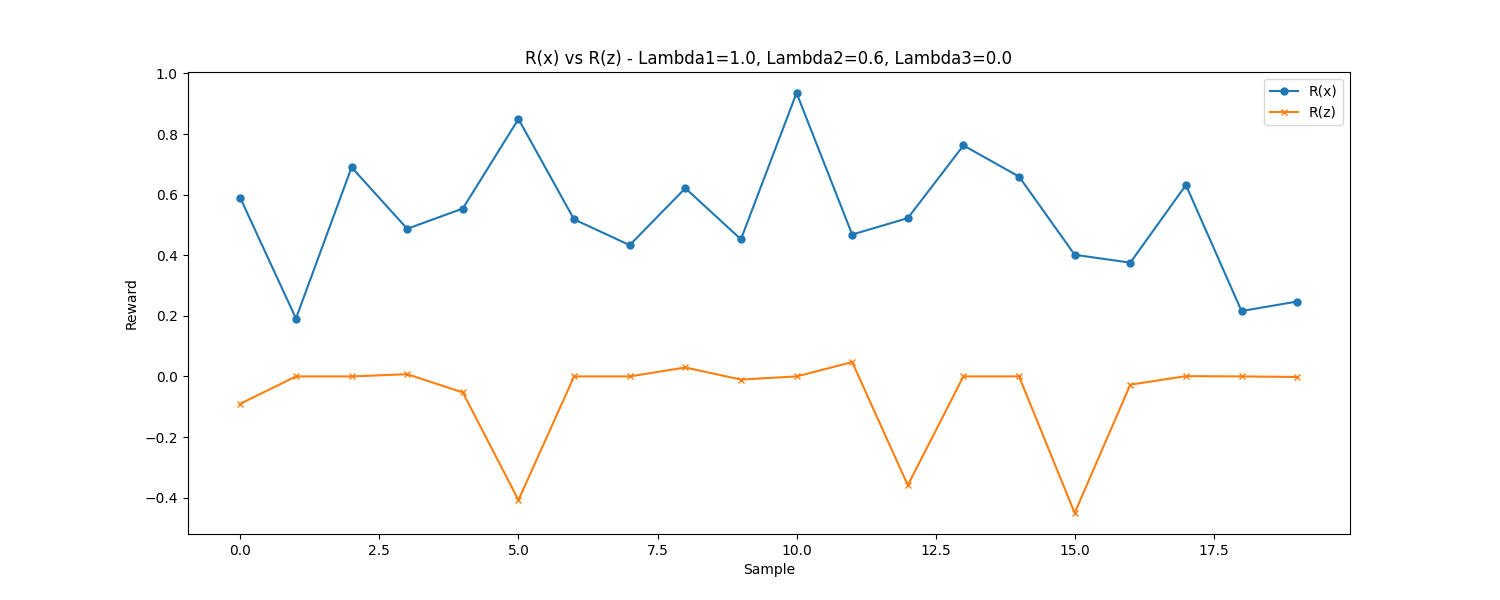 R(x) vs R(z) - Lambda1=1.0, Lambda2=0.6, Lambda3=0.0
R(x)
R(z)
Reward
1.0
0.8
0.6
0.4
0.2
0.0
−0.2
−0.4
0.0 2.5 5.0 7.5 10.0 12.5 15.0 17.5
Sample